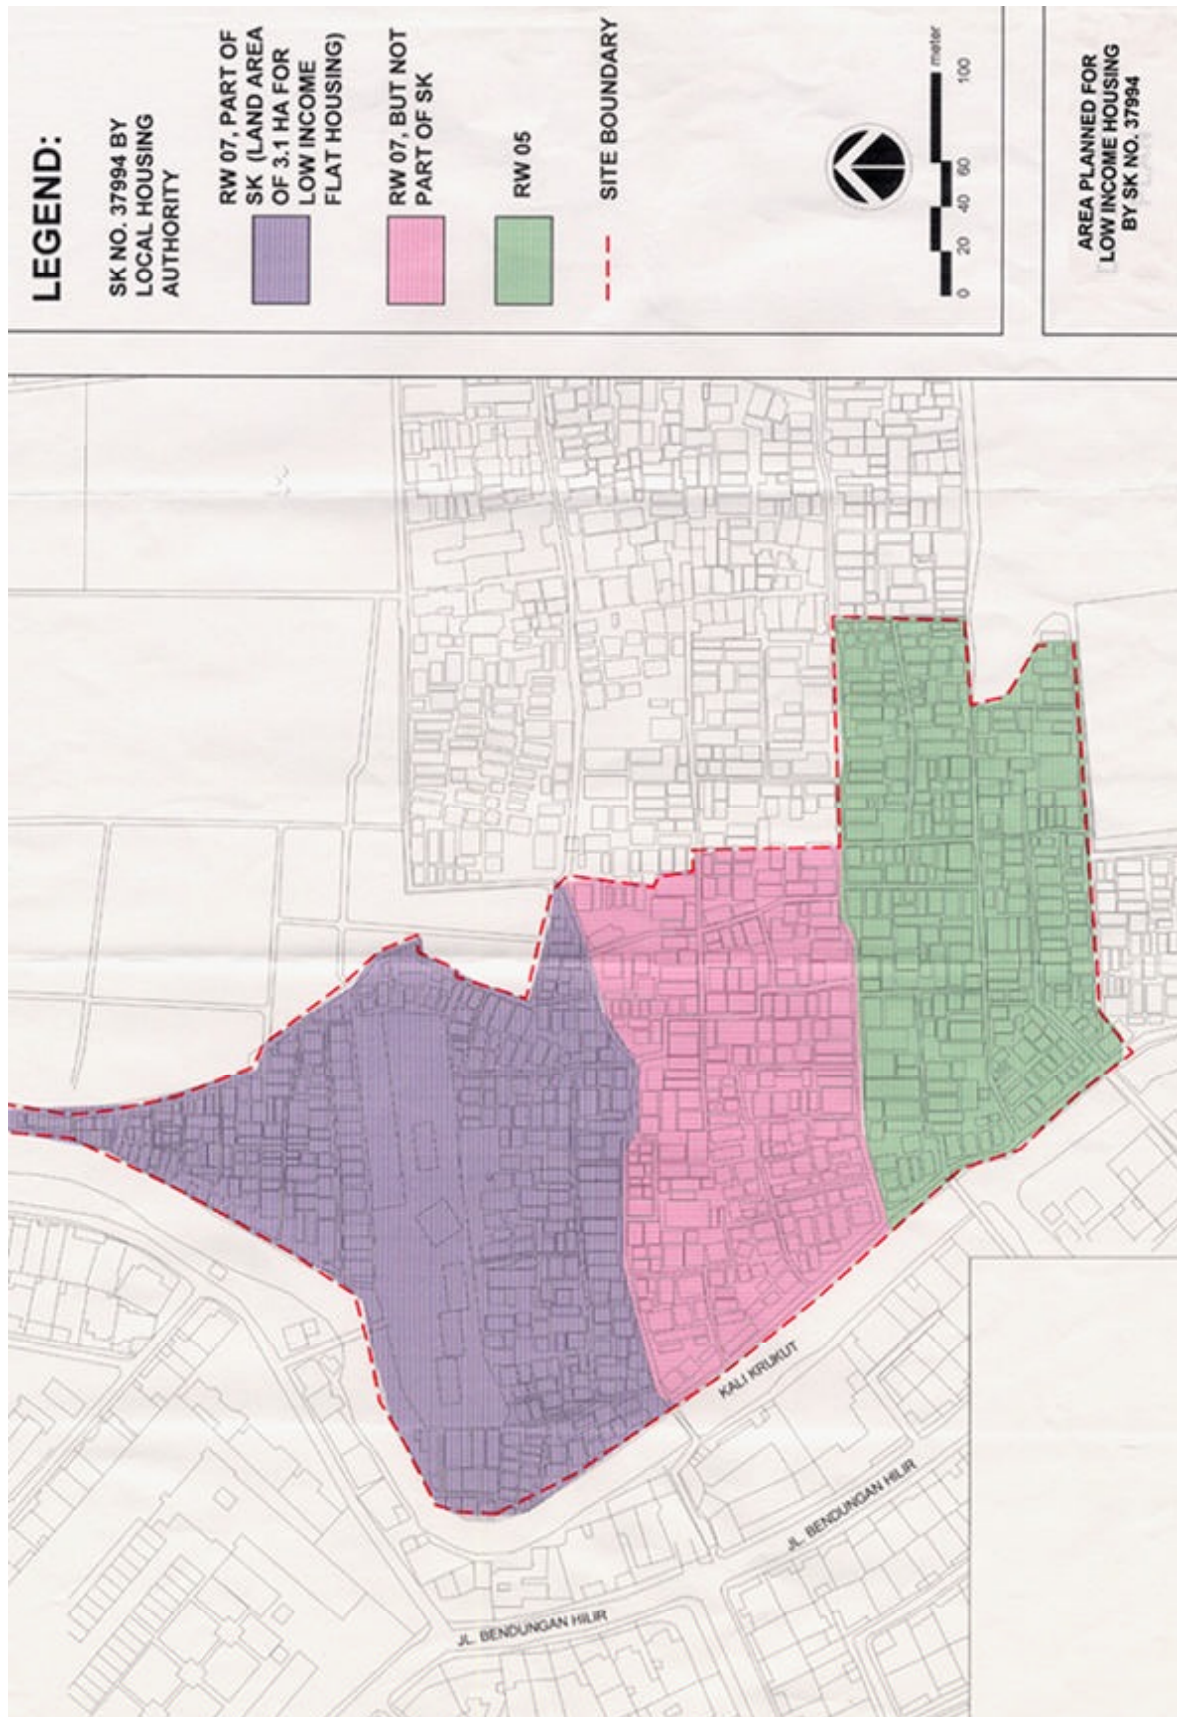 LEGEND:
SK NO. 37994 BY
LOCAL HOUSING
AUTHORITY
RW 07, PART OF
SK (LAND AREA
OF 3.1 HA FOR
LOW INCOME
FLAT HOUSING)
RW 07, BUT NOT
PART OF SK
RW 05
SITE BOUNDARY
0 20 40 60 100 meter
AREA PLANNED FOR
LOW INCOME HOUSING
BY SK NO. 37994
KALI KRUKUT
JL. BENDUNGAN HILIR
JL. BENDUNGAN HILIR